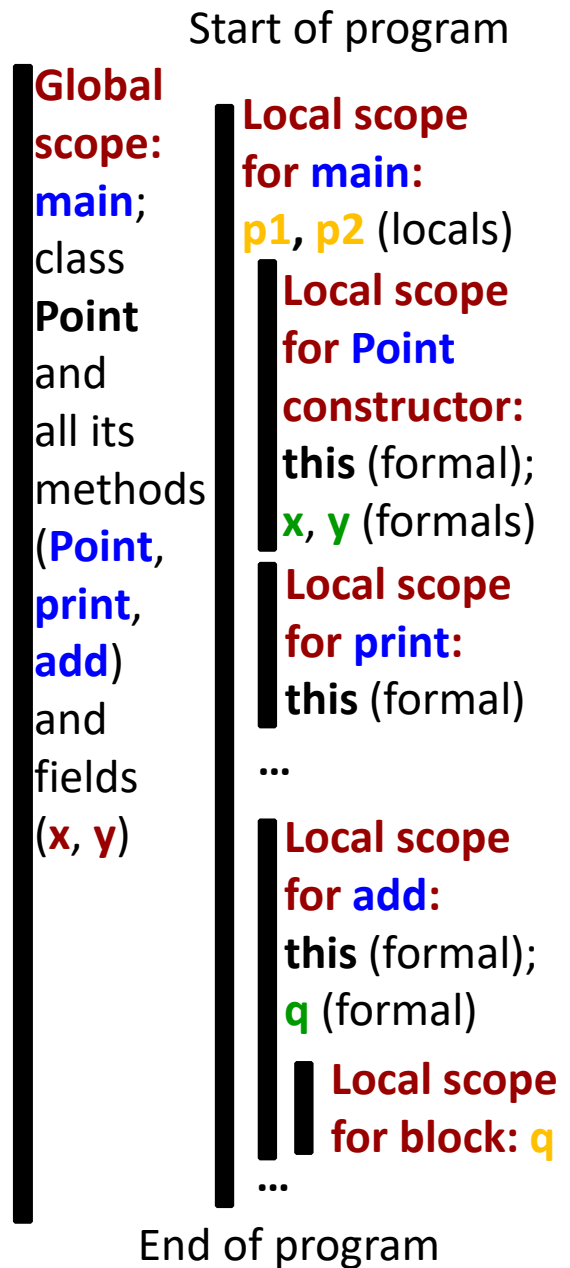 Start of program
Global
scope:
main;
class
Point
and
all its
methods
(Point,
print,
add)
and
fields
(x, y)
Local scope
for main:
p1, p2 (locals)
Local scope
for Point
constructor:
this (formal);
x, y (formals)
Local scope
for print:
this (formal)
...
Local scope
for add:
this (formal);
q (formal)
Local scope
for block: q
...
End of program